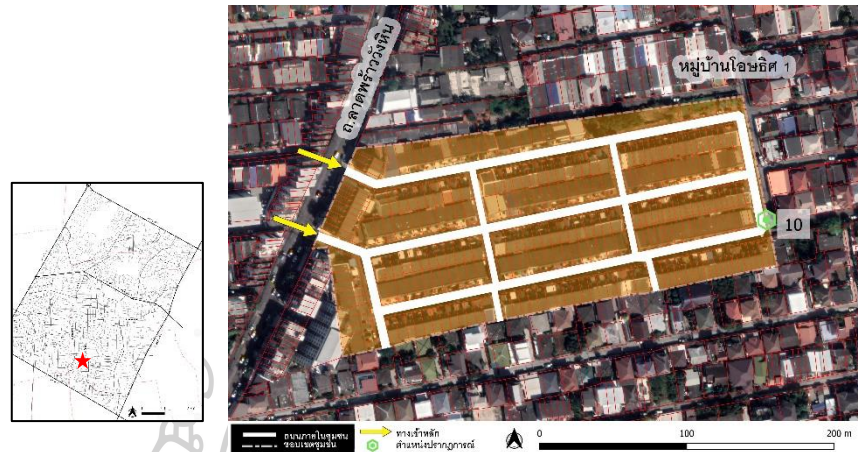 ถ.ลาดพร้าววังหิน
หมู่บ้านโอษธิศ 1
10
ถนนภายในชุมชน
ขอบเขตชุมชน
ทางเข้าหลัก
ตำแหน่งปรากฏการณ์
0 100 200 m